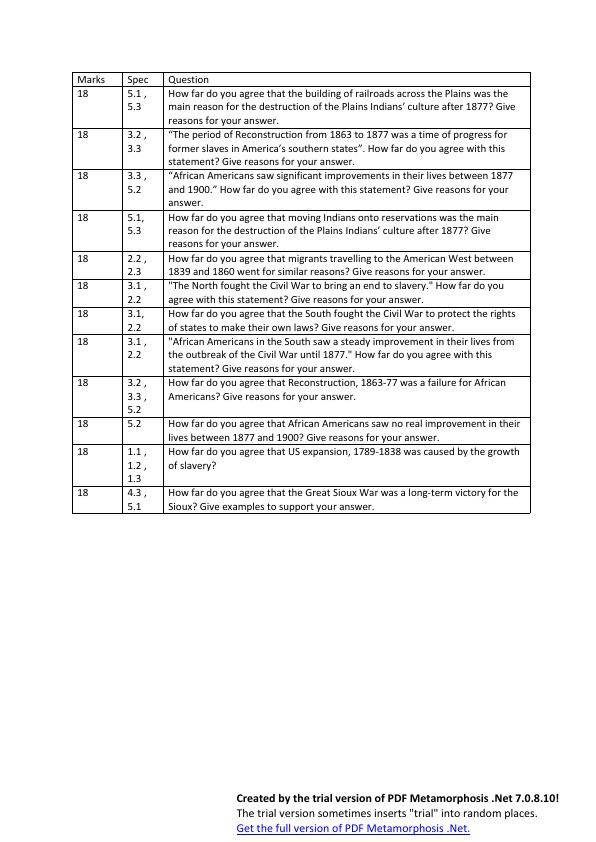 Marks Spec Question
18 5.1 , How far do you agree that the building of railroads across the Plains was the
5.3 main reason for the destruction of the Plains Indians’ culture after 1877? Give
reasons for your answer.
18 3.2 , “The period of Reconstruction from 1863 to 1877 was a time of progress for
3.3 former slaves in America’s southern states”. How far do you agree with this
statement? Give reasons for your answer.
18 3.3 , “African Americans saw significant improvements in their lives between 1877
5.2 and 1900.” How far do you agree with this statement? Give reasons for your
answer.
18 5.1, How far do you agree that moving Indians onto reservations was the main
5.3 reason for the destruction of the Plains Indians’ culture after 1877? Give
reasons for your answer.
18 2.2 , How far do you agree that migrants travelling to the American West between
2.3 1839 and 1860 went for similar reasons? Give reasons for your answer.
18 3.1 , "The North fought the Civil War to bring an end to slavery." How far do you
2.2 agree with this statement? Give reasons for your answer.
18 3.1, How far do you agree that the South fought the Civil War to protect the rights
2.2 of states to make their own laws? Give reasons for your answer.
18 3.1 , "African Americans in the South saw a steady improvement in their lives from
2.2 the outbreak of the Civil War until 1877." How far do you agree with this
statement? Give reasons for your answer.
18 3.2 , How far do you agree that Reconstruction, 1863-77 was a failure for African
3.3 , Americans? Give reasons for your answer.
5.2
18 5.2 How far do you agree that African Americans saw no real improvement in their
lives between 1877 and 1900? Give reasons for your answer.
18 1.1 , How far do you agree that US expansion, 1789-1838 was caused by the growth
1.2 , of slavery?
1.3
18 4.3 , How far do you agree that the Great Sioux War was a long-term victory for the
5.1 Sioux? Give examples to support your answer.
Created by the trial version of PDF Metamorphosis .Net 7.0.8.10!
The trial version sometimes inserts "trial" into random places.
Get the full version of PDF Metamorphosis .Net.